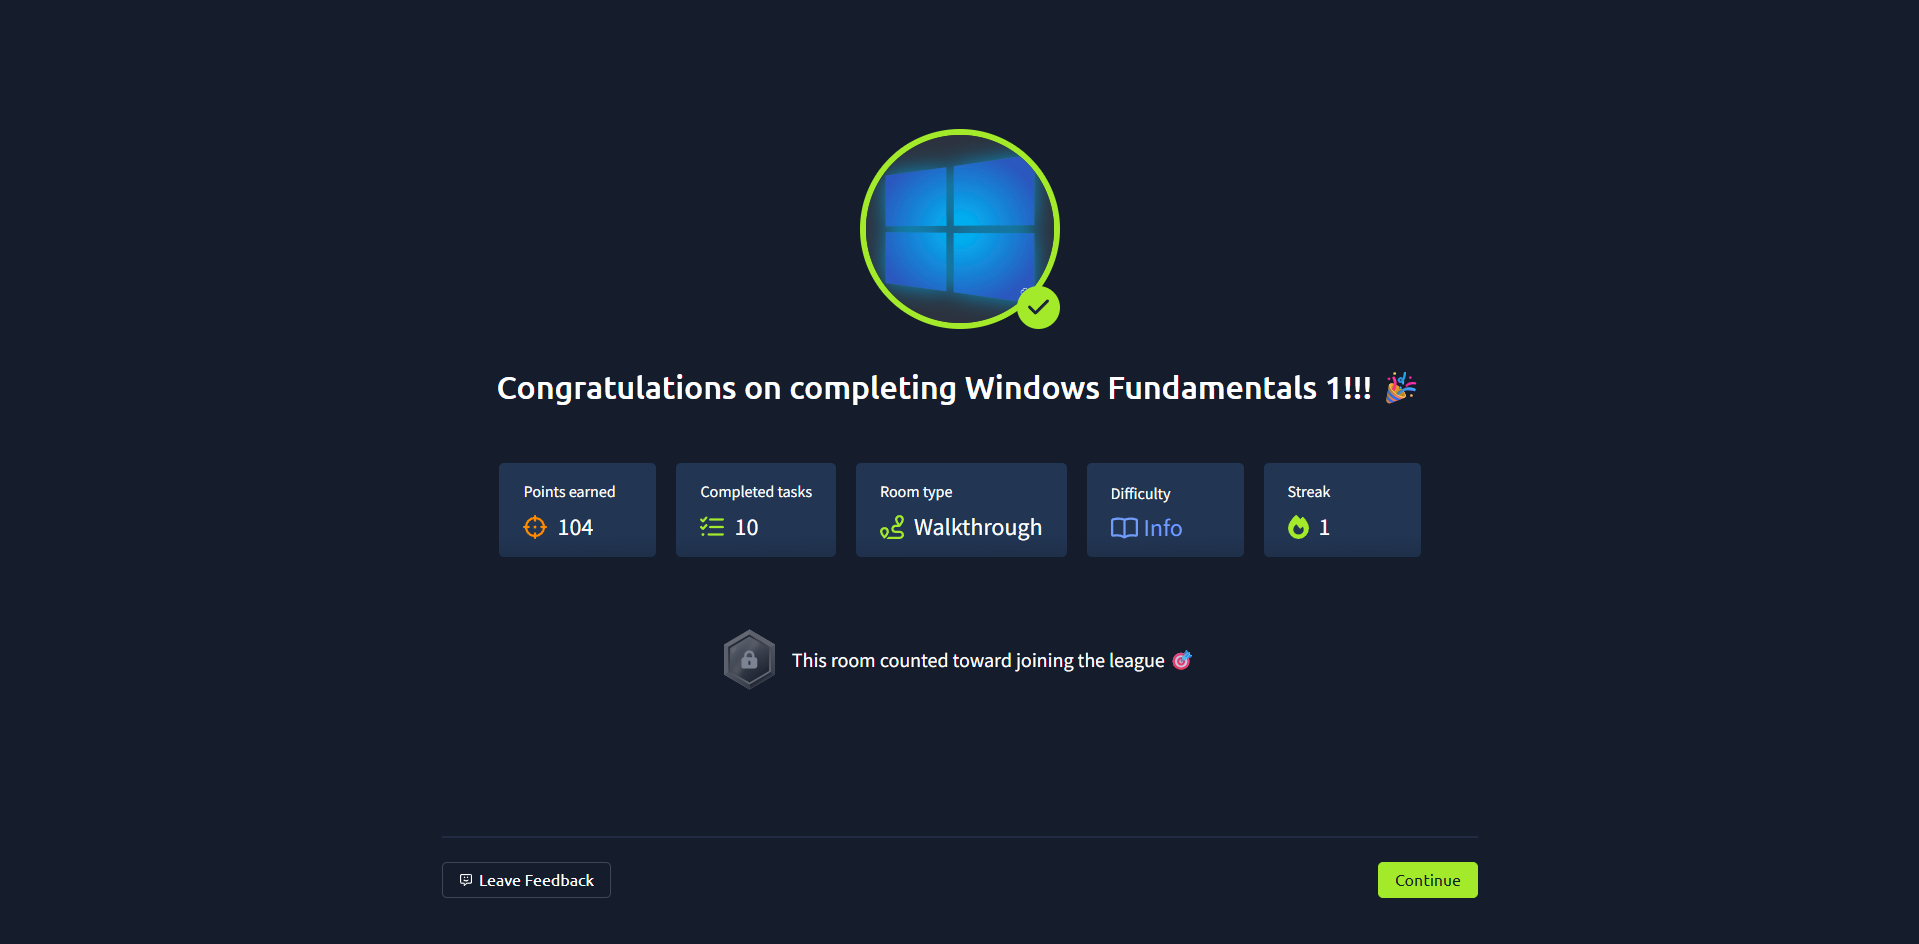 Congratulations on completing Windows Fundamentals 1!!! 🎉
Points earned
104
Completed tasks
10
Room type
Walkthrough
Difficulty
Info
Streak
1
This room counted toward joining the league 🎯
Leave Feedback
Continue